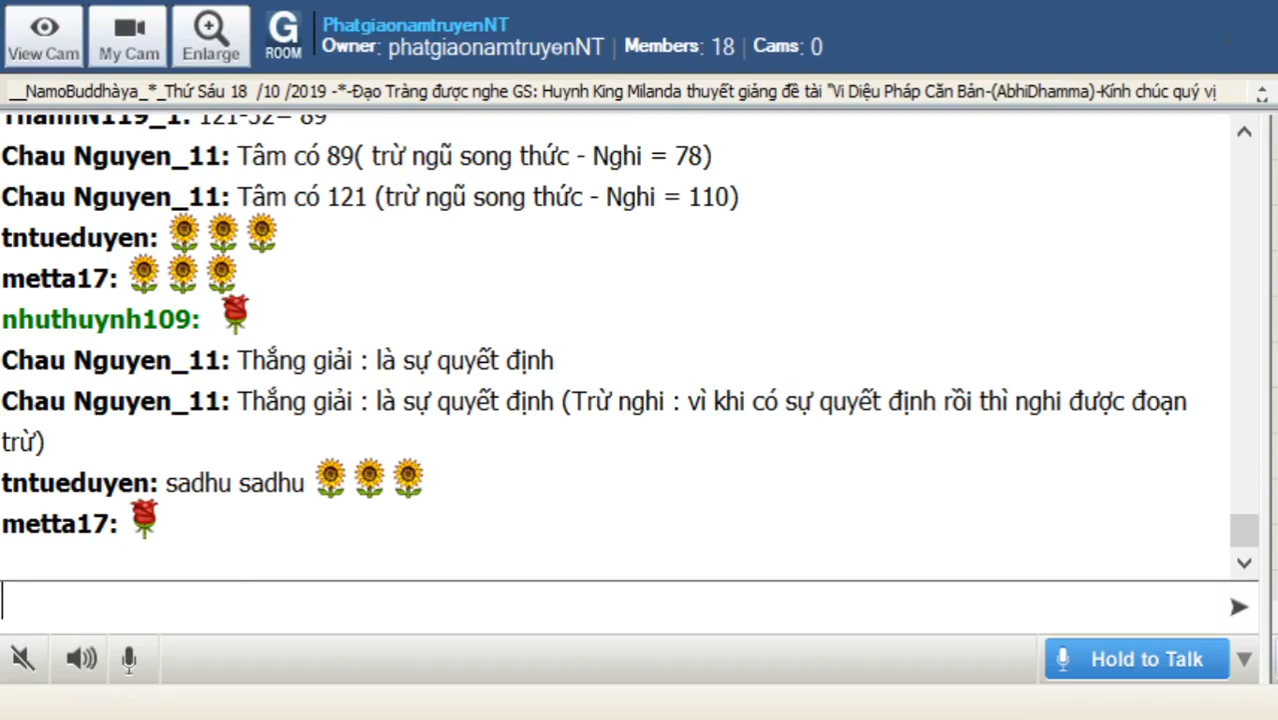 View Cam
My Cam
Enlarge
G
ROOM
PhatgiaonamtruyenNT
Owner: phatgiaonamtruyenNT | Members: 18 | Cams: 0
__NamoBuddhàya_*_Thứ Sáu 18 /10 /2019 -*-Đạo Tràng được nghe GS: Huynh King Milanda thuyết giảng đề tài "Vi Diệu Pháp Căn Bản-(AbhiDhamma)-Kính chúc quý vị
ThanhN119_1: 121-32= 89
Chau Nguyen_11: Tâm có 89( trừ ngũ song thức - Nghi = 78)
Chau Nguyen_11: Tâm có 121 (trừ ngũ song thức - Nghi = 110)
tntueduyen:
metta17:
nhuthuynh109:
Chau Nguyen_11: Thắng giải : là sự quyết định
Chau Nguyen_11: Thắng giải : là sự quyết định (Trừ nghi : vì khi có sự quyết định rồi thì nghi được đoạn
trừ)
tntueduyen: sadhu sadhu
metta17:
Hold to Talk